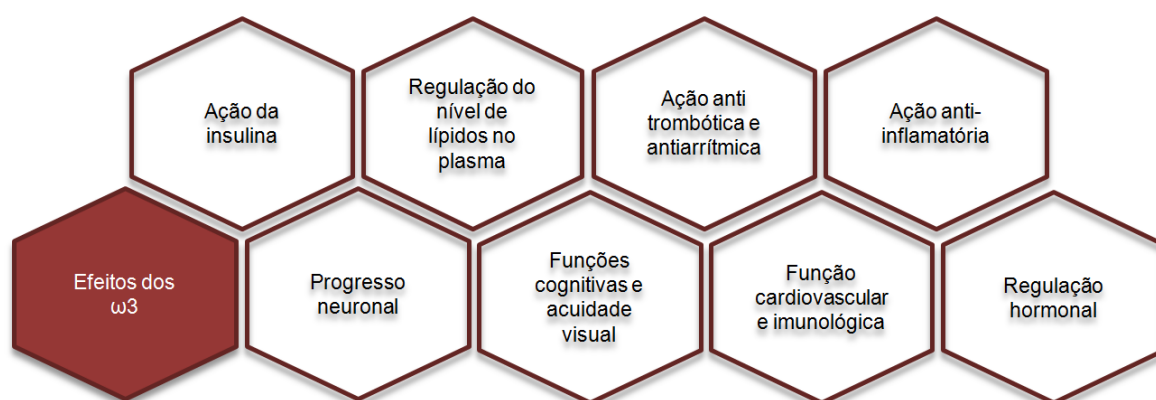 Ação da
insulina
Regulação do
nível de
lípidos no
plasma
Ação anti
trombótica e
antiarrítmica
Ação anti-
inflamatória
Efeitos dos
ω3
Progresso
neuronal
Funções
cognitivas e
acuidade
visual
Função
cardiovascular
e imunológica
Regulação
hormonal